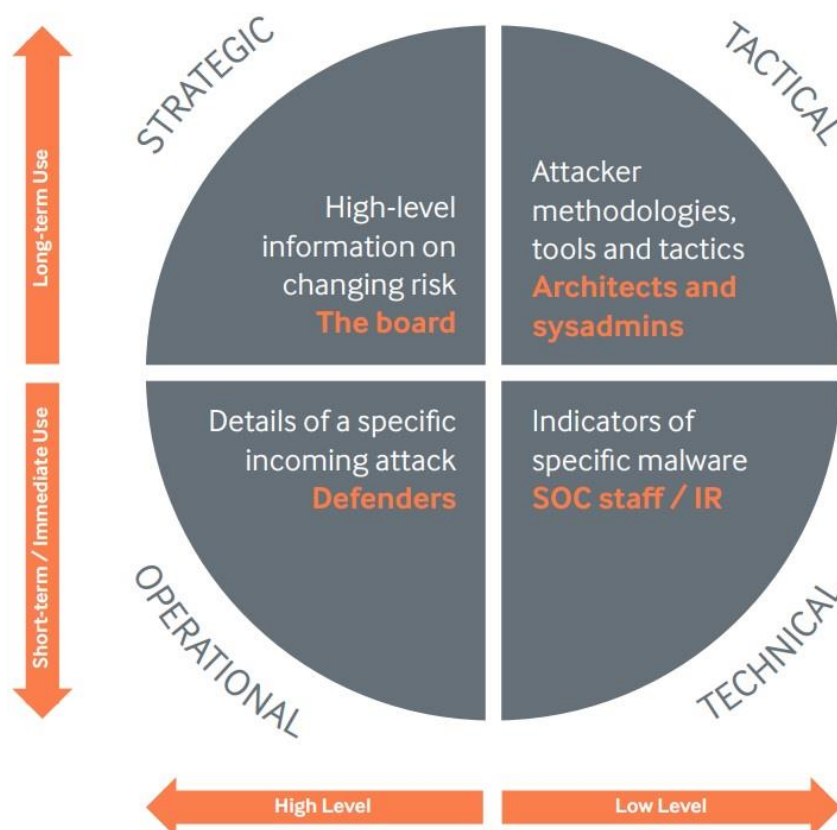 STRATEGIC
TACTICAL
Long-term Use
High-level
information on
changing risk
The board
Attacker
methodologies,
tools and tactics
Architects and
sysadmins
Short-term / Immediate Use
Details of a specific
incoming attack
Defenders
Indicators of
specific malware
SOC staff / IR
OPERATIONAL
TECHNICAL
High Level
Low Level